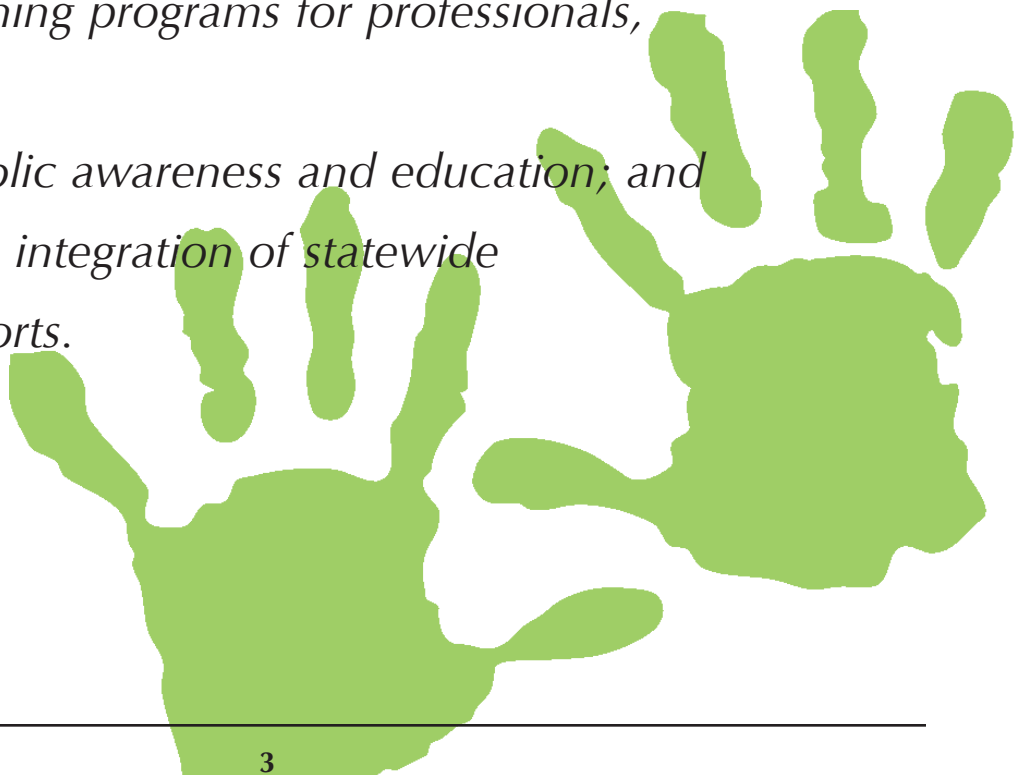 ning programs for professionals,
blic awareness and education; and
integration of statewide
orts.
3